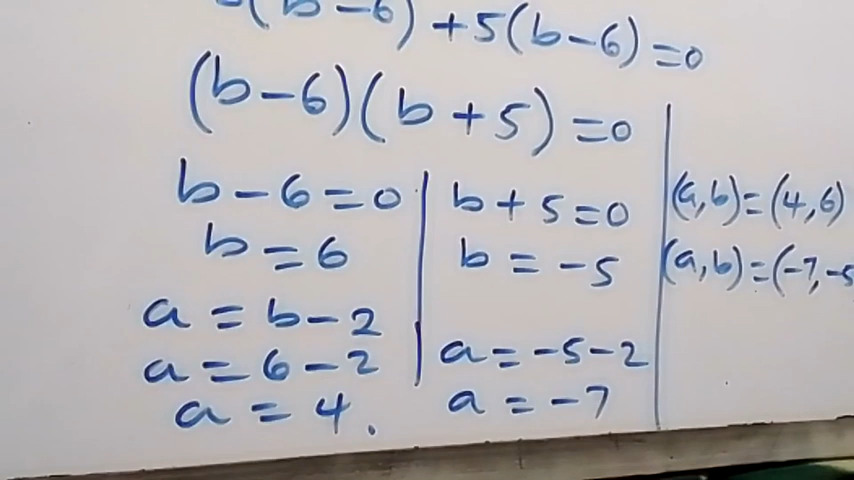 (b-6)+5(b-6)=0
(b-6)(b+5)=0
b-6=0
b=6
a=b-2
a=6-2
a=4.
b+5=0
b=-5
a=-5-2
a=-7
(a,b)=(4,6)
(a,b)=(-7,-5